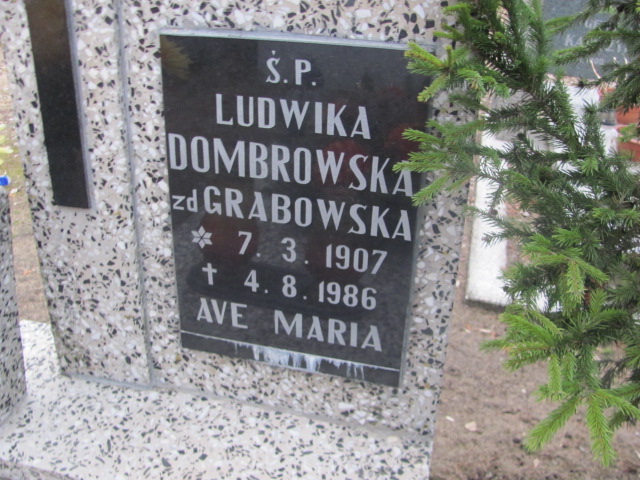 Ś.P.
LUDWIKA
DOMBROWSKA
zd GRABOWSKA
7. 3. 1907
4. 8. 1986
AVE MARIA